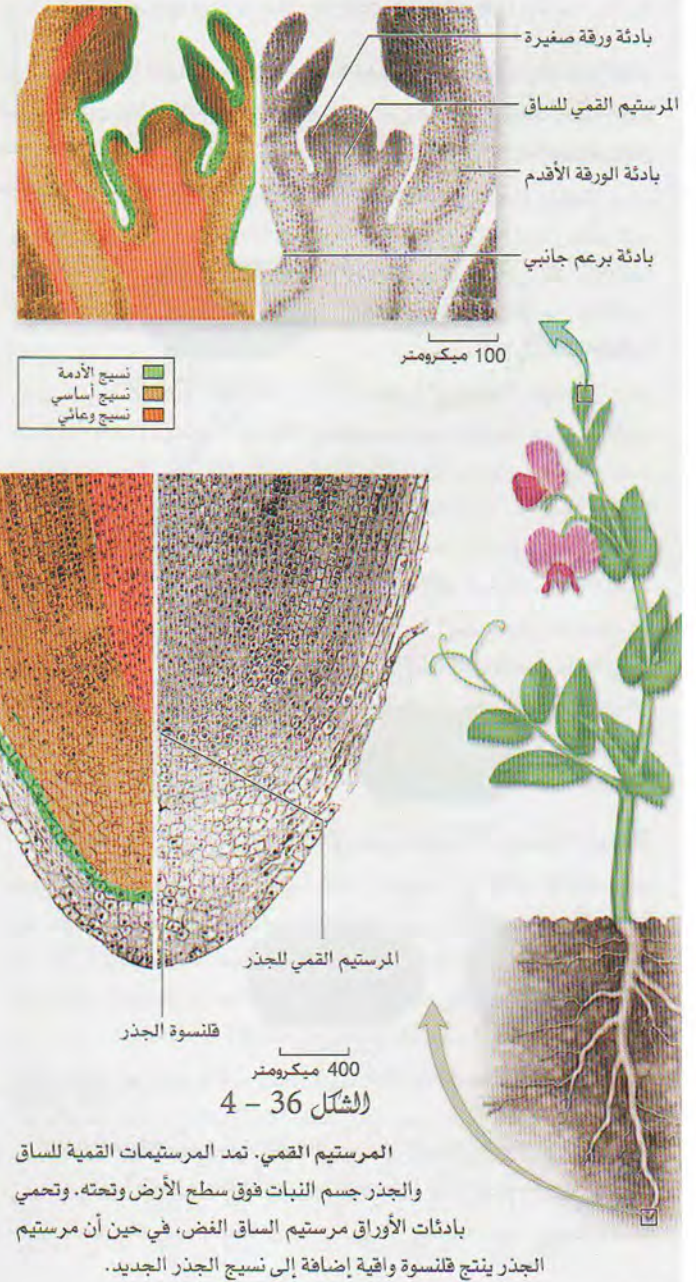 بادئة ورقة صغيرة
المرستيم القمي للساق
بادئة الورقة الأقدم
بادئة برعم جانبي
100 ميكرومتر
نسيج الأدمة
نسيج أساسي
نسيج وعائي
المرستيم القمي للجذر
قلنسوة الجذر
400 ميكرومتر
الشكل 36 – 4
المرستيم القمي. تمد المرستيمات القمية للساق
والجذر جسم النبات فوق سطح الأرض وتحته. وتحمي
بادئات الأوراق مرستيم الساق الغض، في حين أن مرستيم
الجذر ينتج قلنسوة واقية إضافة إلى نسيج الجذر الجديد.